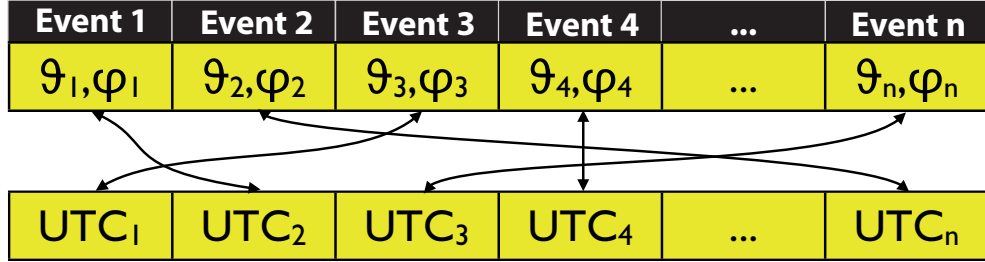 Event 1 Event 2 Event 3 Event 4 ... Event n
ϑ₁,φ₁ ϑ₂,φ₂ ϑ₃,φ₃ ϑ₄,φ₄ ... ϑₙ,φₙ
UTC₁ UTC₂ UTC₃ UTC₄ ... UTCₙ